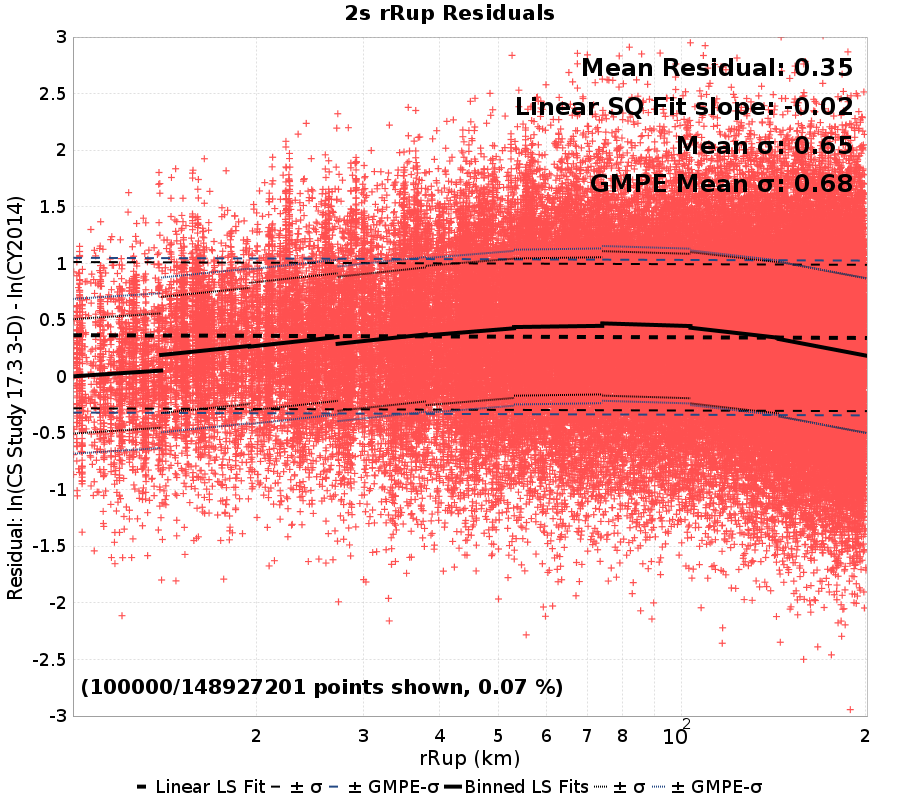 2s rRup Residuals
Mean Residual: 0.35
Linear SQ Fit slope: -0.02
Mean σ: 0.65
GMPE Mean σ: 0.68
Residual: ln(CS Study 17.3 3-D) - ln(CY2014)
3
2.5
2
1.5
1
0.5
0
-0.5
-1
-1.5
-2
-2.5
-3
(100000/148927201 points shown, 0.07 %)
2 3 4 5 6 7 8 10² 2
rRup (km)
Linear LS Fit ± σ ± GMPE-σ Binned LS Fits ± σ ± GMPE-σ